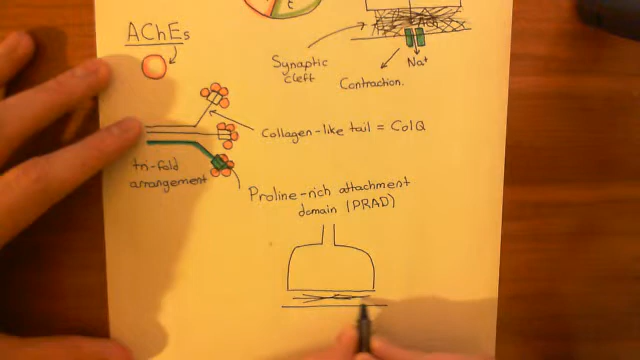 ε
AChEs
Synaptic
cleft
Na⁺
Contraction.
Collagen-like tail = ColQ
tri-fold
arrangement
Proline-rich attachment
domain (PRAD)